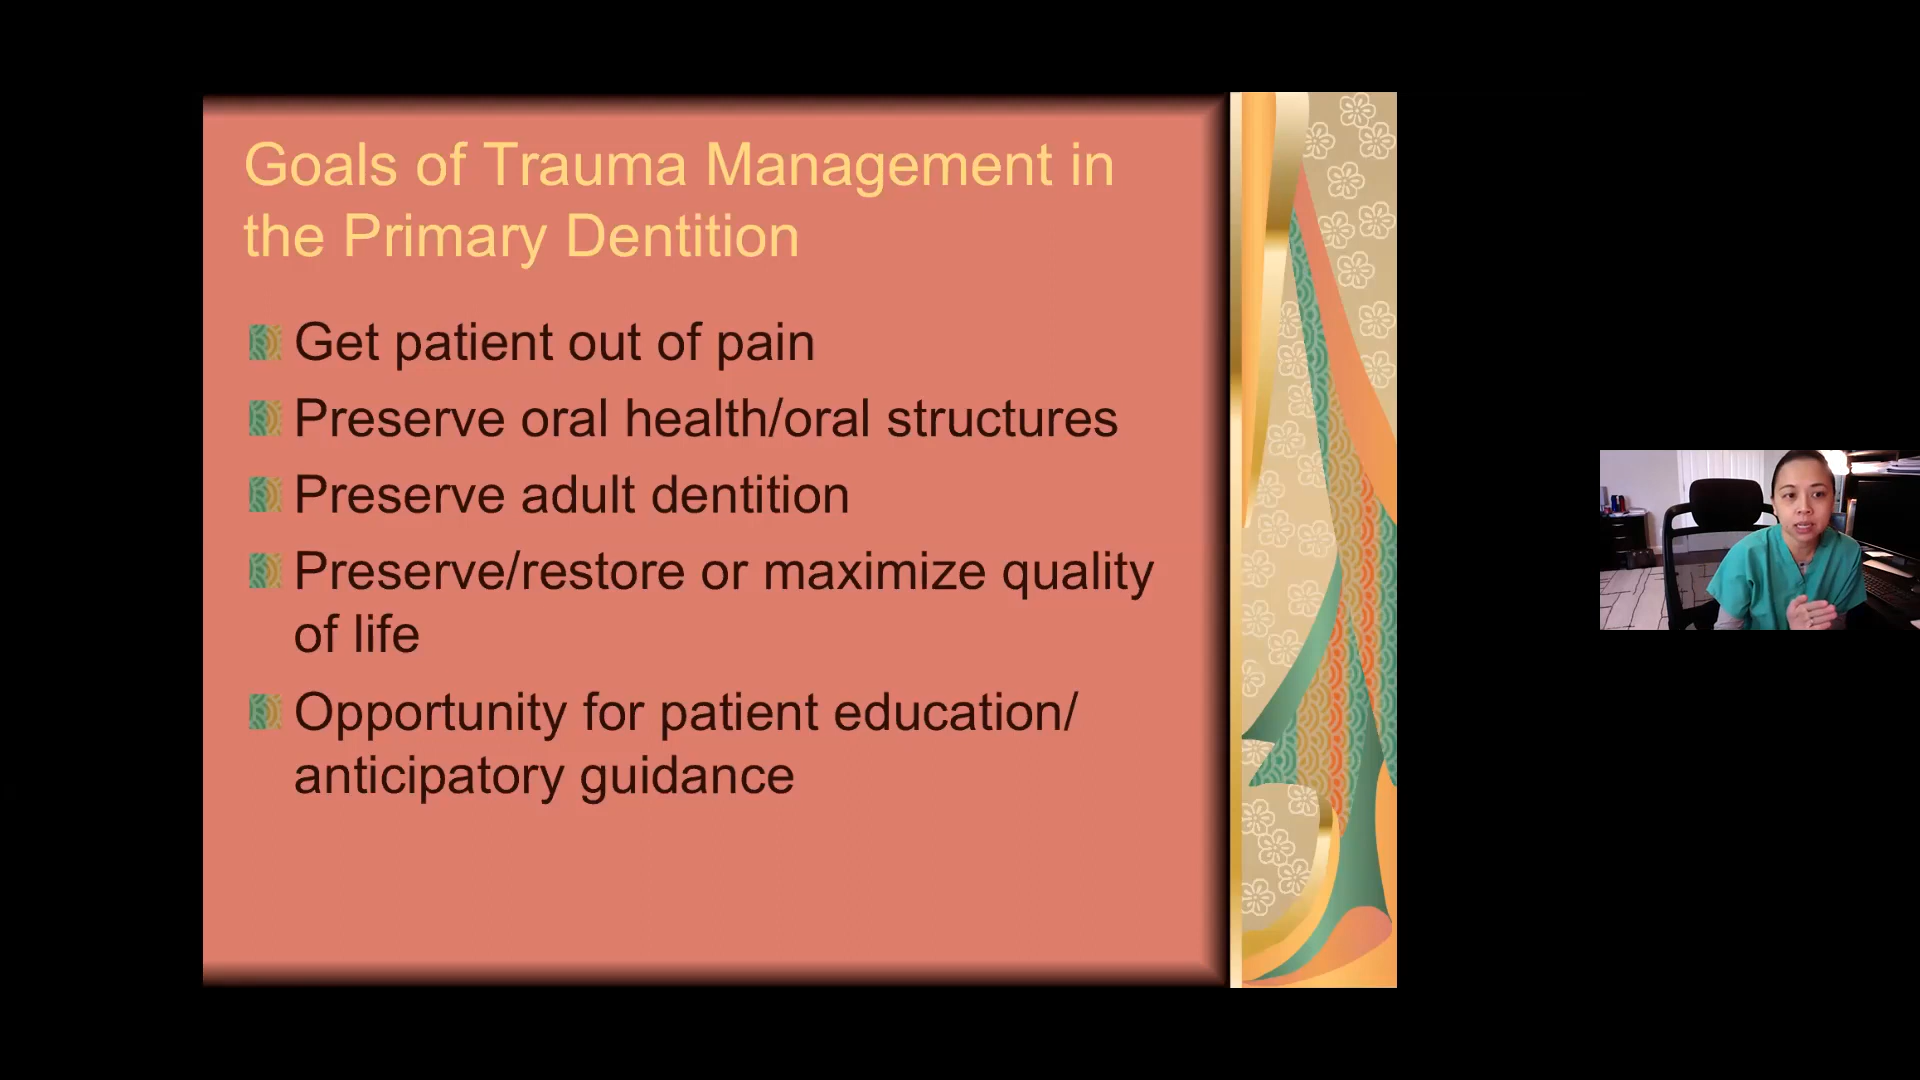 Goals of Trauma Management in
the Primary Dentition
Get patient out of pain
Preserve oral health/oral structures
Preserve adult dentition
Preserve/restore or maximize quality
of life
Opportunity for patient education/
anticipatory guidance